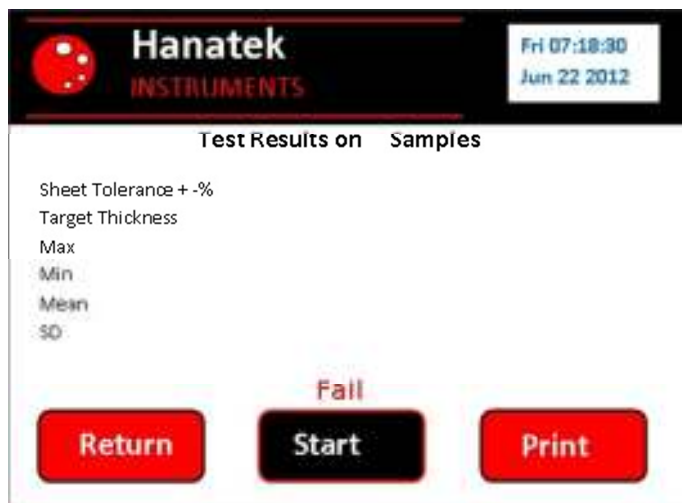 Hanatek
INSTRUMENTS
Fri 07:18:30
Jun 22 2012
Test Results on Samples
Sheet Tolerance + -%
Target Thickness
Max
Min
Mean
SD
Fail
Return
Start
Print